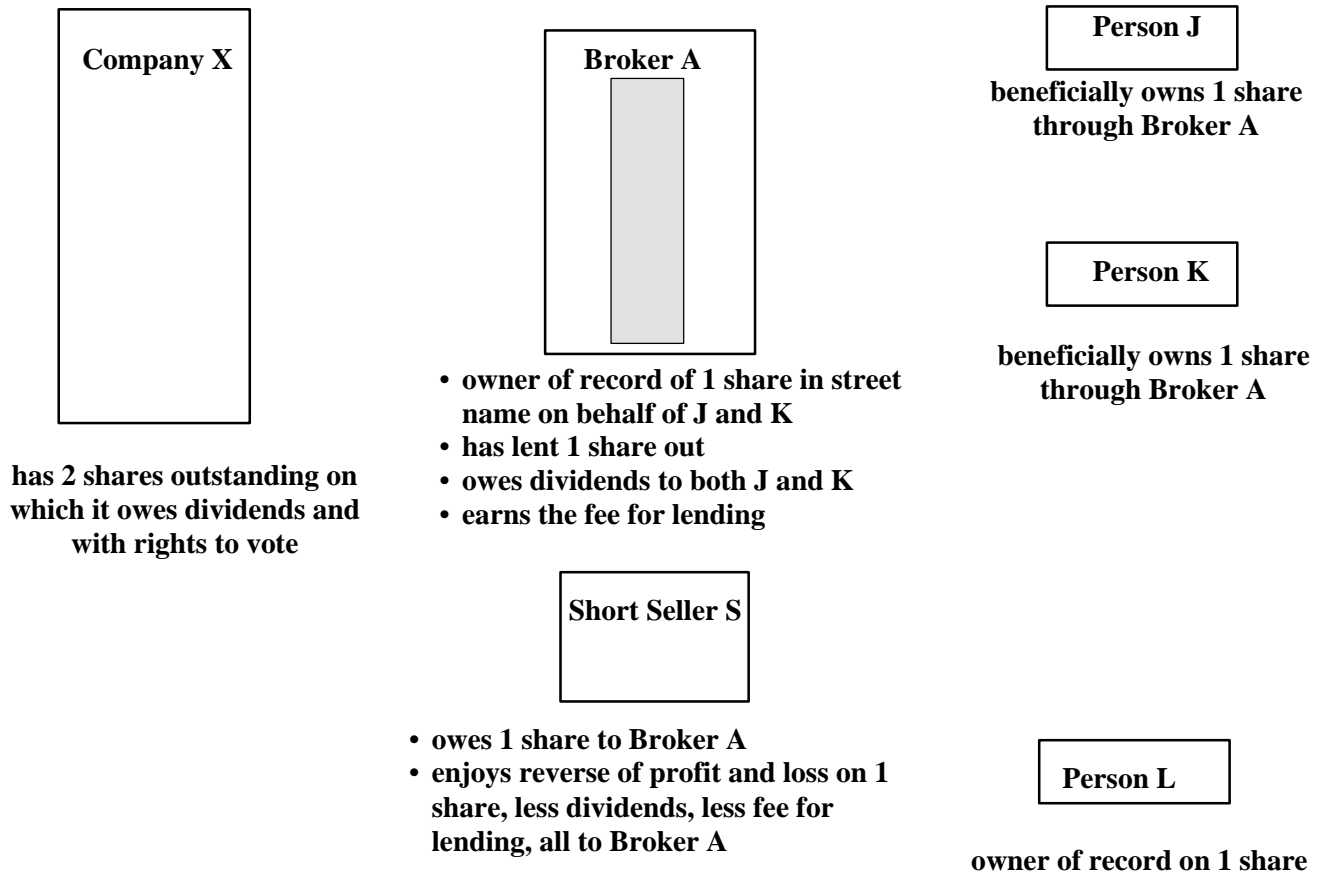 Company X
has 2 shares outstanding on
which it owes dividends and
with rights to vote
Broker A
• owner of record of 1 share in street
name on behalf of J and K
• has lent 1 share out
• owes dividends to both J and K
• earns the fee for lending
Short Seller S
• owes 1 share to Broker A
• enjoys reverse of profit and loss on 1
share, less dividends, less fee for
lending, all to Broker A
Person J
beneficially owns 1 share
through Broker A
Person K
beneficially owns 1 share
through Broker A
Person L
owner of record on 1 share